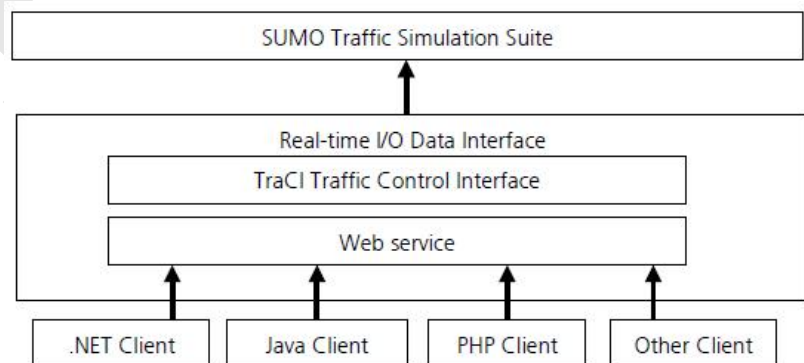 SUMO Traffic Simulation Suite
Real-time I/O Data Interface
TraCI Traffic Control Interface
Web service
.NET Client
Java Client
PHP Client
Other Client